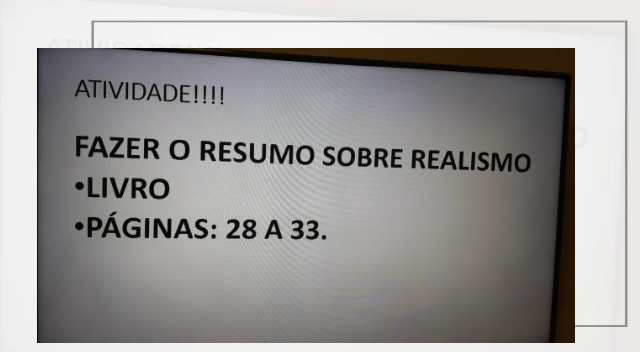 ATIVIDADE!!!!
FAZER O RESUMO SOBRE REALISMO
•LIVRO
•PÁGINAS: 28 A 33.